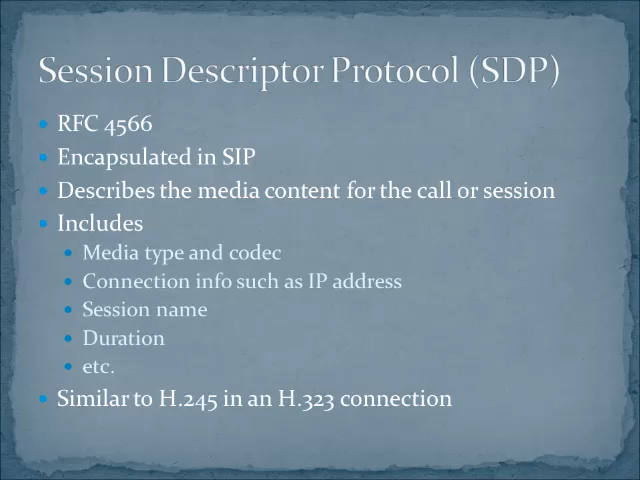 Session Descriptor Protocol (SDP)
• RFC 4566
• Encapsulated in SIP
• Describes the media content for the call or session
• Includes
• Media type and codec
• Connection info such as IP address
• Session name
• Duration
• etc.
• Similar to H.245 in an H.323 connection